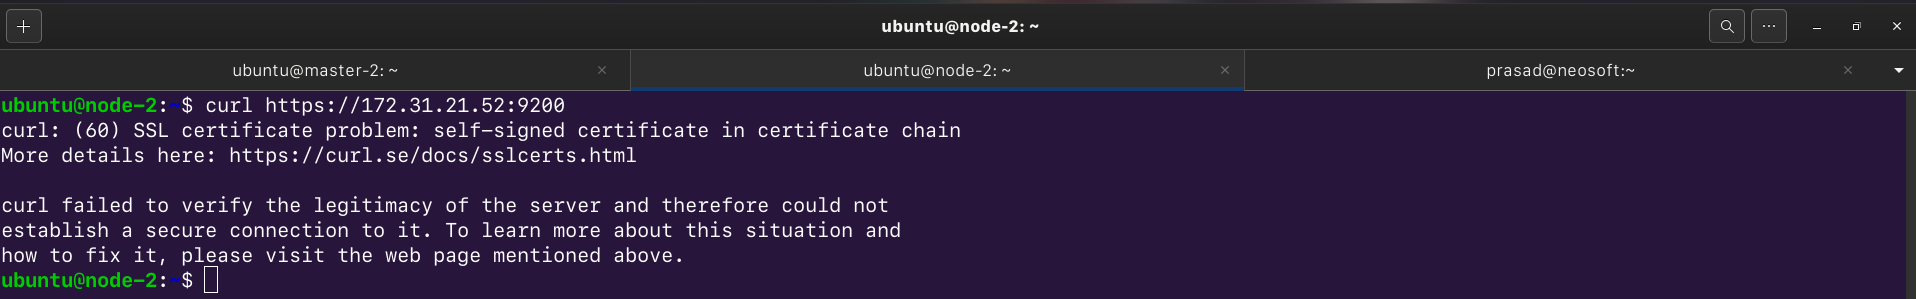 ubuntu@node-2: ~
ubuntu@master-2: ~
ubuntu@node-2: ~
prasad@neosoft:~
ubuntu@node-2:~$ curl https://172.31.21.52:9200
curl: (60) SSL certificate problem: self-signed certificate in certificate chain
More details here: https://curl.se/docs/sslcerts.html
curl failed to verify the legitimacy of the server and therefore could not
establish a secure connection to it. To learn more about this situation and
how to fix it, please visit the web page mentioned above.
ubuntu@node-2:~$